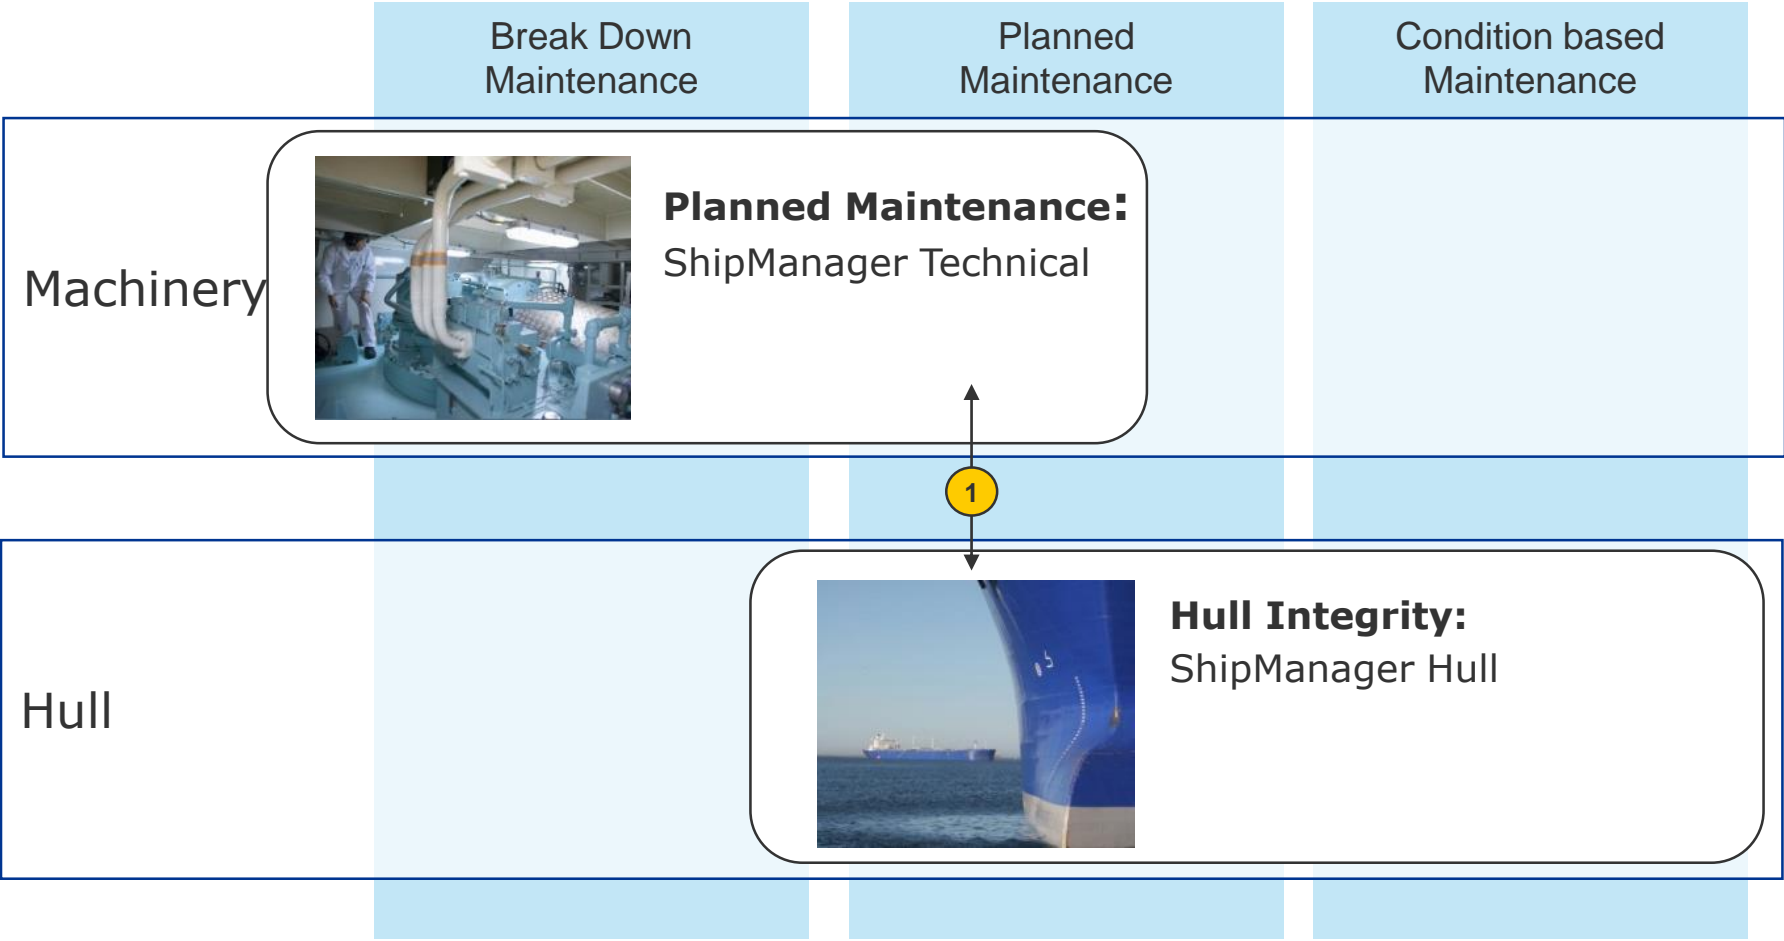 Break Down
Maintenance
Planned
Maintenance
Condition based
Maintenance
Machinery
Planned Maintenance:
ShipManager Technical
1
Hull
Hull Integrity:
ShipManager Hull